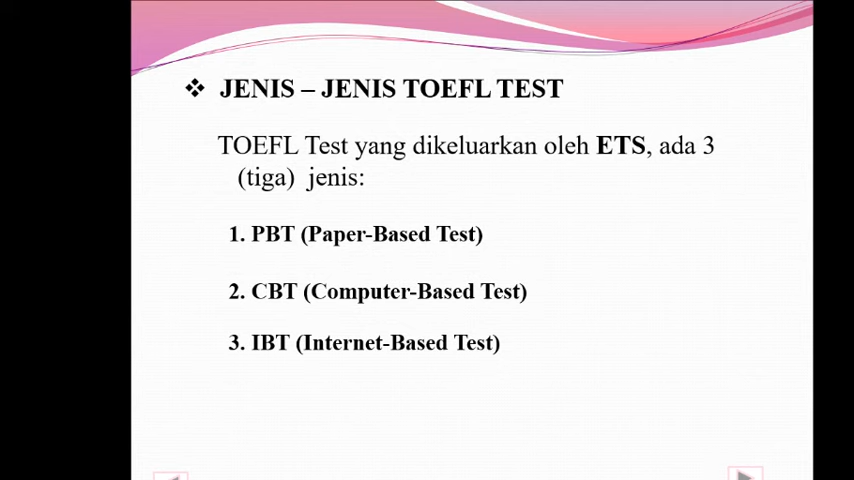 ❖ JENIS – JENIS TOEFL TEST
TOEFL Test yang dikeluarkan oleh ETS, ada 3
(tiga) jenis:
1. PBT (Paper-Based Test)
2. CBT (Computer-Based Test)
3. IBT (Internet-Based Test)